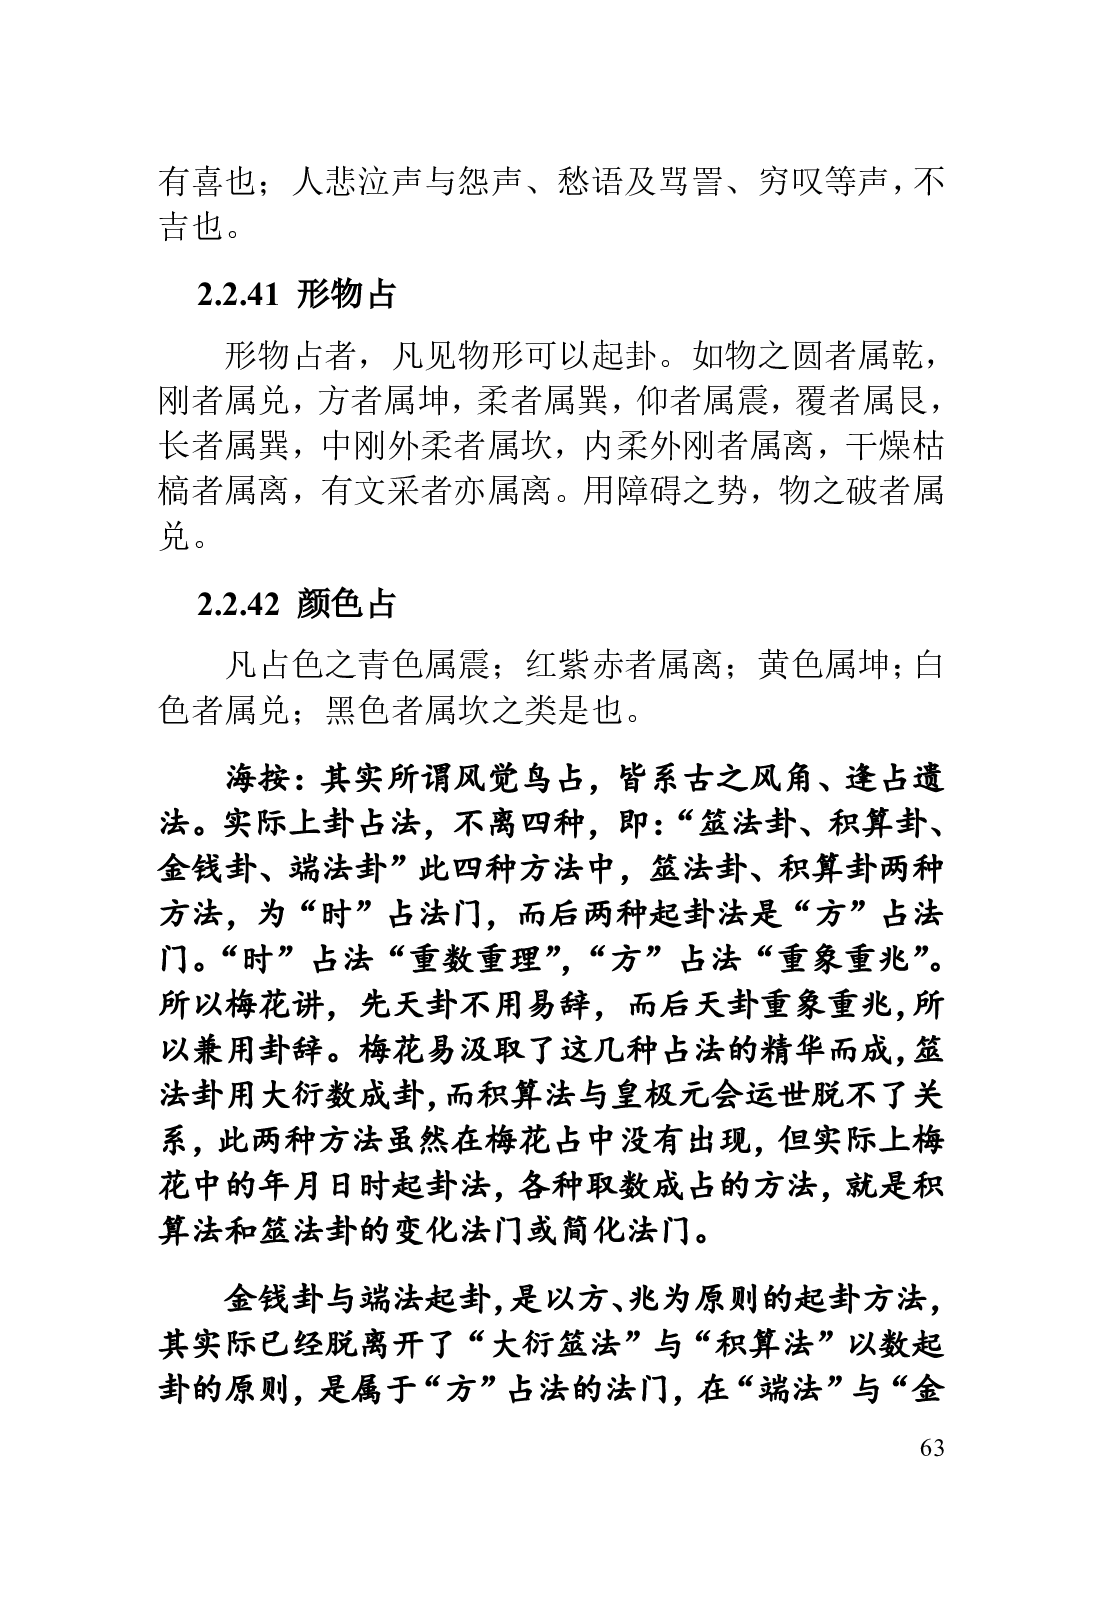 有喜也；人悲泣声与怨声、愁语及骂詈、穷叹等声，不
吉也。
2.2.41 形物占
形物占者，凡见物形可以起卦。如物之圆者属乾，
刚者属兑，方者属坤，柔者属巽，仰者属震，覆者属艮，
长者属巽，中刚外柔者属坎，内柔外刚者属离，干燥枯
槁者属离，有文采者亦属离。用障碍之势，物之破者属
兑。
2.2.42 颜色占
凡占色之青色属震；红紫赤者属离；黄色属坤；白
色者属兑；黑色者属坎之类是也。
海按：其实所谓风觉鸟占，皆系古之风角、逢占遗
法。实际上卦占法，不离四种，即：“筮法卦、积算卦、
金钱卦、端法卦”此四种方法中，筮法卦、积算卦两种
方法，为“时”占法门，而后两种起卦法是“方”占法
门。“时”占法“重数重理”，“方”占法“重象重兆”。
所以梅花讲，先天卦不用易辞，而后天卦重象重兆，所
以兼用卦辞。梅花易汲取了这几种占法的精华而成，筮
法卦用大衍数成卦，而积算法与皇极元会运世脱不了关
系，此两种方法虽然在梅花占中没有出现，但实际上梅
花中的年月日时起卦法，各种取数成占的方法，就是积
算法和筮法卦的变化法门或简化法门。
金钱卦与端法起卦，是以方、兆为原则的起卦方法，
其实际已经脱离开了“大衍筮法”与“积算法”以数起
卦的原则，是属于“方”占法的法门，在“端法”与“金
63